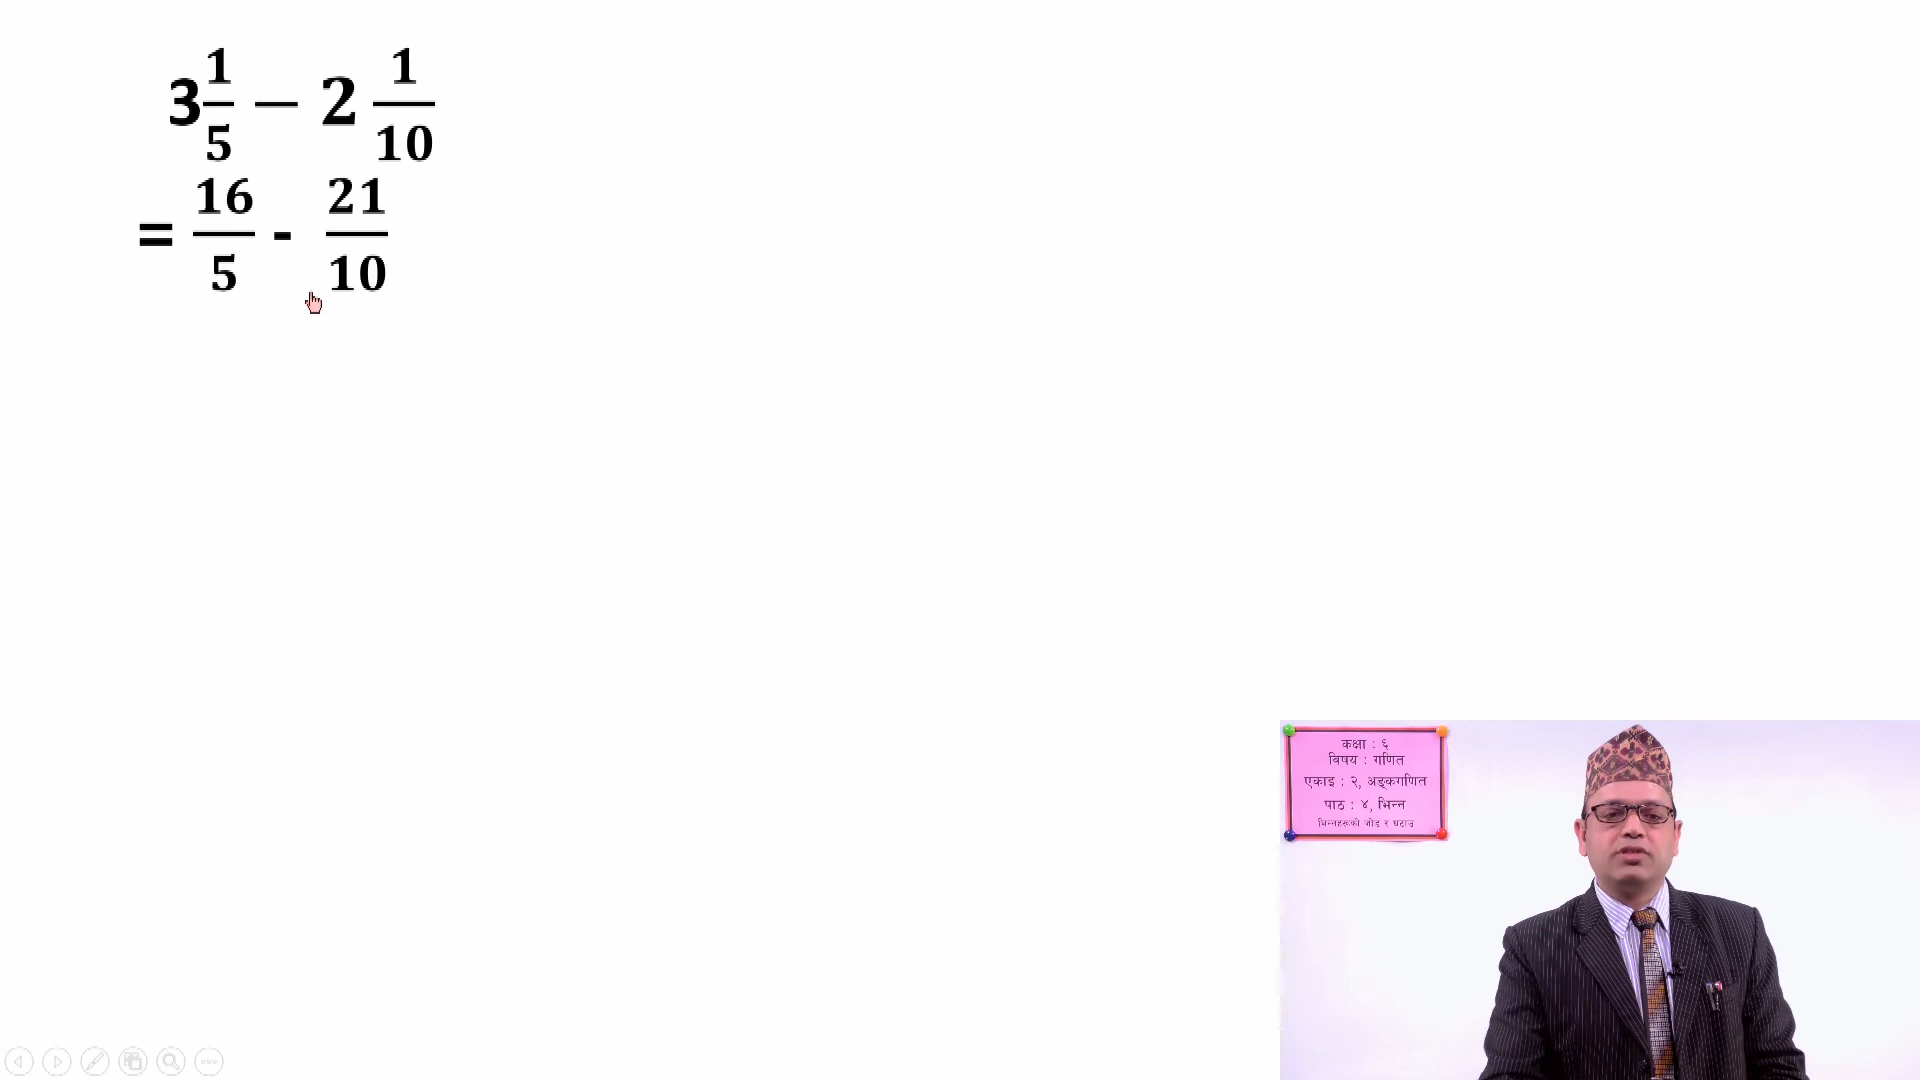 3 1/5 − 2 1/10
= 16/5 - 21/10
कक्षा : ६
विषय : गणित
एकाइ : २, अङ्कगणित
पाठ : ४, भिन्न
भिन्नहरूको जोड र घटाउ